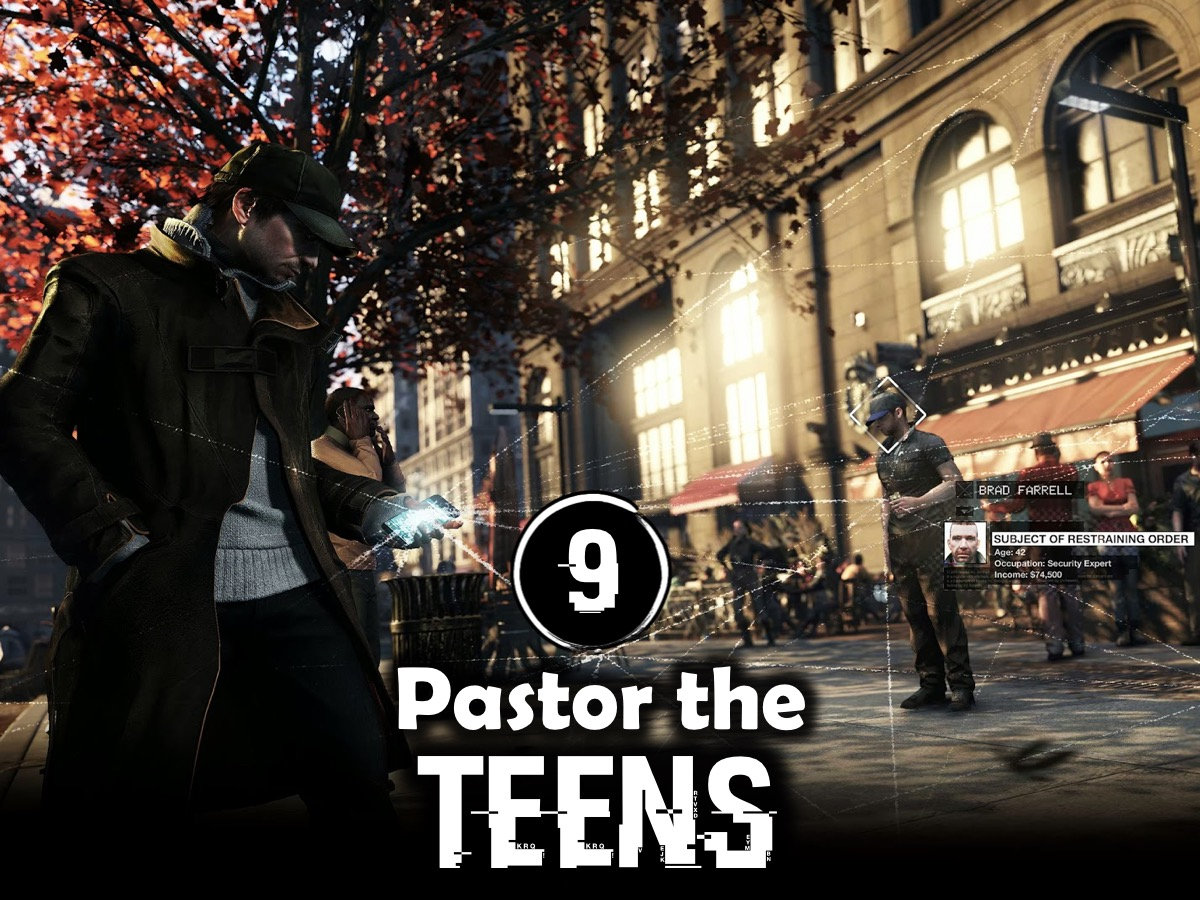 BRAD FARRELL
SUBJECT OF RESTRAINING ORDER
Age: 42
Occupation: Security Expert
Income: $74,500
9
Pastor the
TEENS